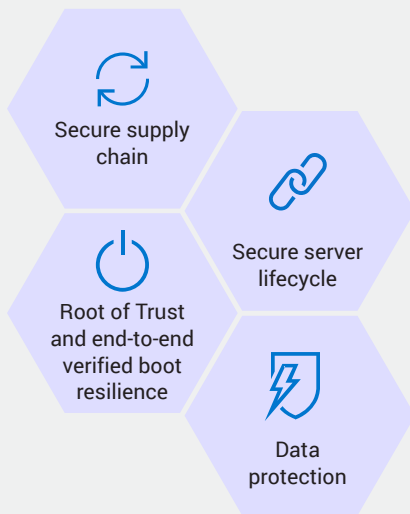 Secure supply
chain
Secure server
lifecycle
Root of Trust
and end-to-end
verified boot
resilience
Data
protection